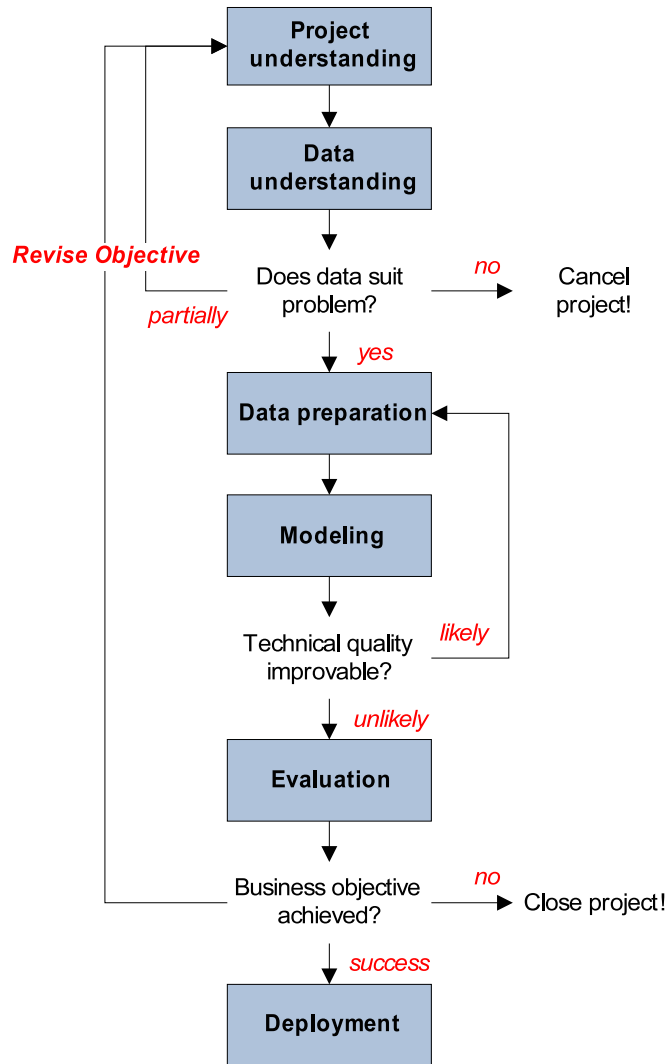 Project
understanding
Data
understanding
Revise Objective
Does data suit
problem?
no
Cancel
project!
partially
yes
Data preparation
Modeling
Technical quality
improvable?
likely
unlikely
Evaluation
Business objective
achieved?
no
Close project!
success
Deployment